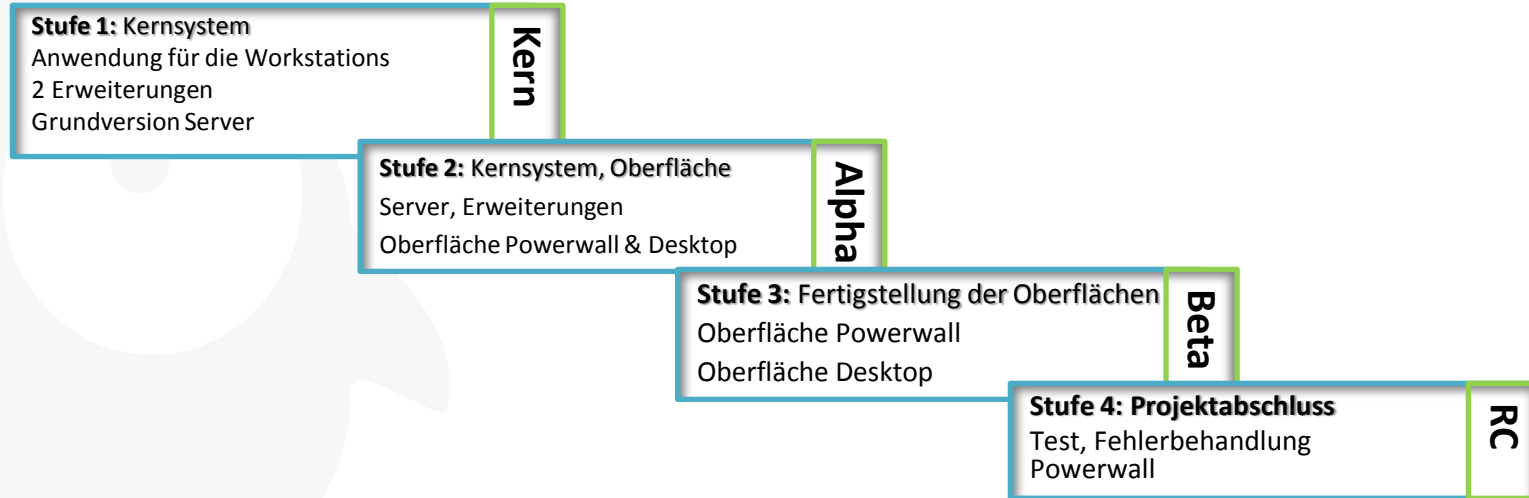 Stufe 1: Kernsystem
Anwendung für die Workstations
2 Erweiterungen
Grundversion Server
Kern
Stufe 2: Kernsystem, Oberfläche
Server, Erweiterungen
Oberfläche Powerwall & Desktop
Alpha
Stufe 3: Fertigstellung der Oberflächen
Oberfläche Powerwall
Oberfläche Desktop
Beta
Stufe 4: Projektabschluss
Test, Fehlerbehandlung
Powerwall
RC